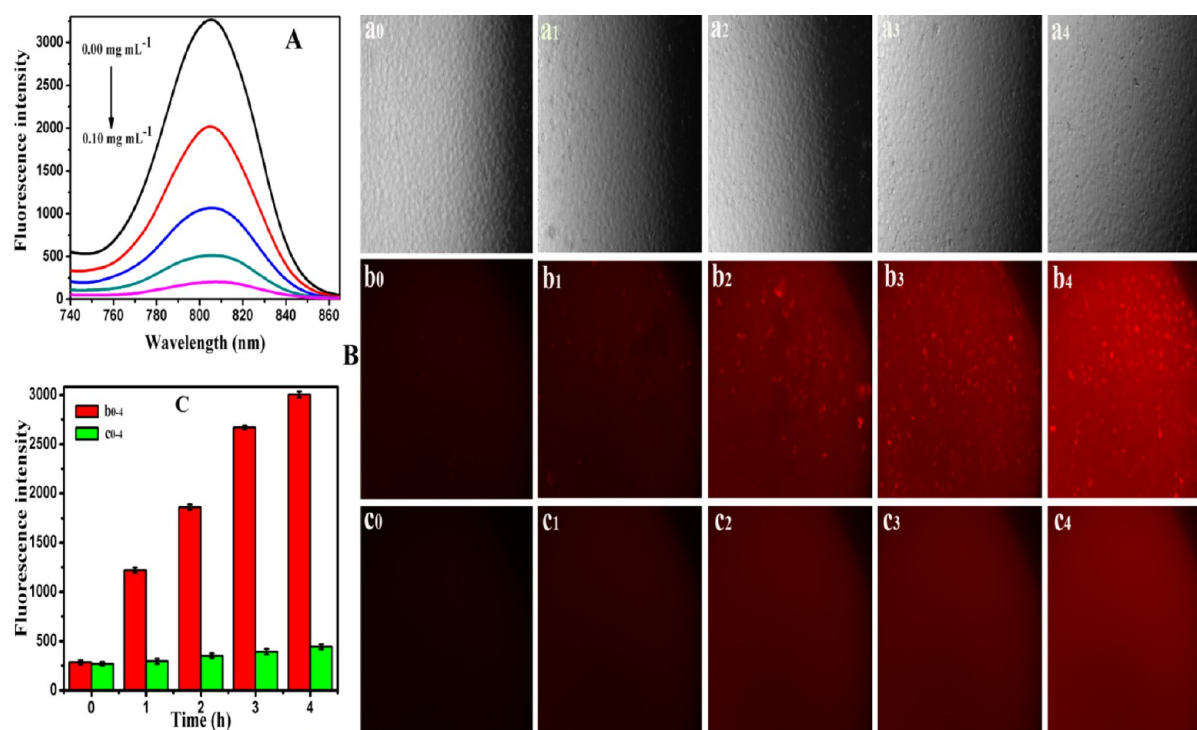 A
0.00 mg mL-1
0.10 mg mL-1
Fluorescence intensity
3000
2500
2000
1500
1000
500
0
740 760 780 800 820 840 860
Wavelength (nm)
B
a0 a1 a2 a3 a4
b0 b1 b2 b3 b4
c0 c1 c2 c3 c4
C
b0-4
c0-4
Fluorescence intensity
3000
2500
2000
1500
1000
500
0
0 1 2 3 4
Time (h)